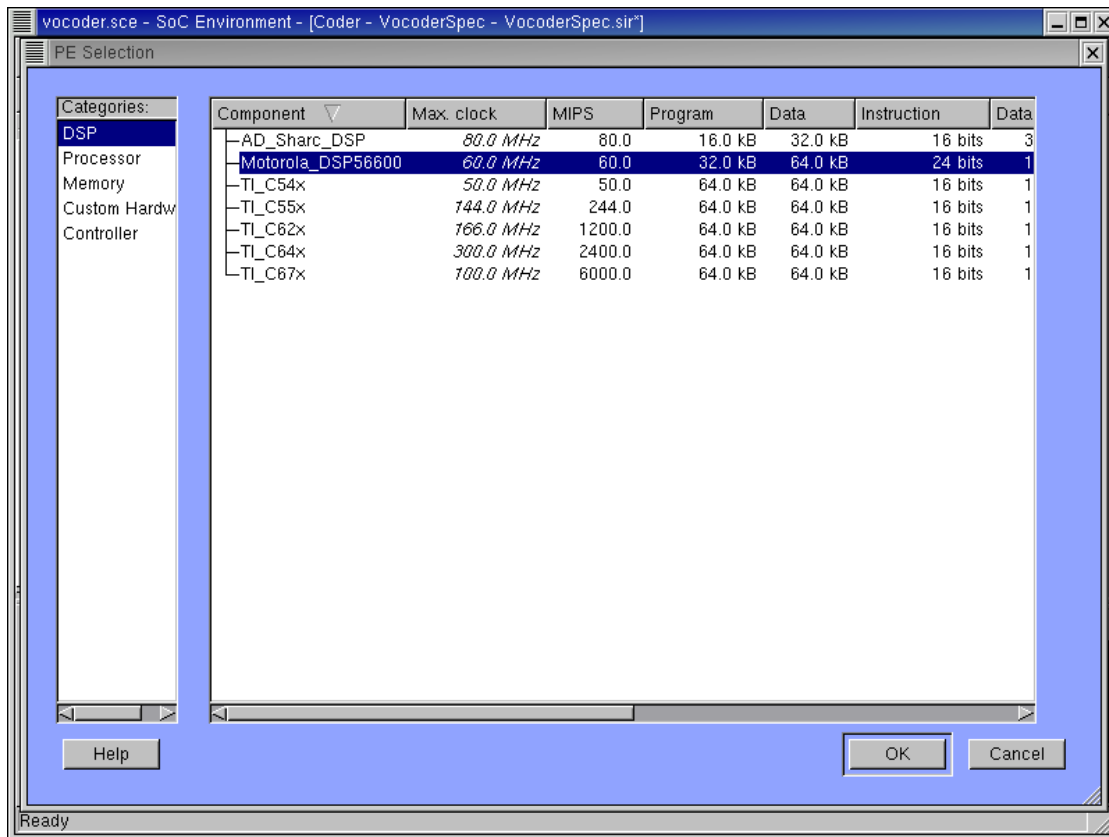 vocoder.sce - SoC Environment - [Coder - VocoderSpec - VocoderSpec.sir*]
PE Selection
Categories:
DSP
Processor
Memory
Custom Hardw
Controller
Component Max. clock MIPS Program Data Instruction Data
AD_Sharc_DSP 80.0 MHz 80.0 16.0 kB 32.0 kB 16 bits 3
Motorola_DSP56600 60.0 MHz 60.0 32.0 kB 64.0 kB 24 bits 1
TI_C54x 50.0 MHz 50.0 64.0 kB 64.0 kB 16 bits 1
TI_C55x 144.0 MHz 244.0 64.0 kB 64.0 kB 16 bits 1
TI_C62x 166.0 MHz 1200.0 64.0 kB 64.0 kB 16 bits 1
TI_C64x 300.0 MHz 2400.0 64.0 kB 64.0 kB 16 bits 1
TI_C67x 100.0 MHz 6000.0 64.0 kB 64.0 kB 16 bits 1
Help OK Cancel
Ready